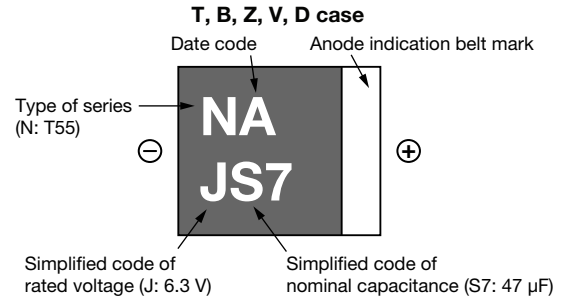 T, B, Z, V, D case
Date code
Anode indication belt mark
Type of series
(N: T55)
NA
JS7
⊖
⊕
Simplified code of
rated voltage (J: 6.3 V)
Simplified code of
nominal capacitance (S7: 47 μF)